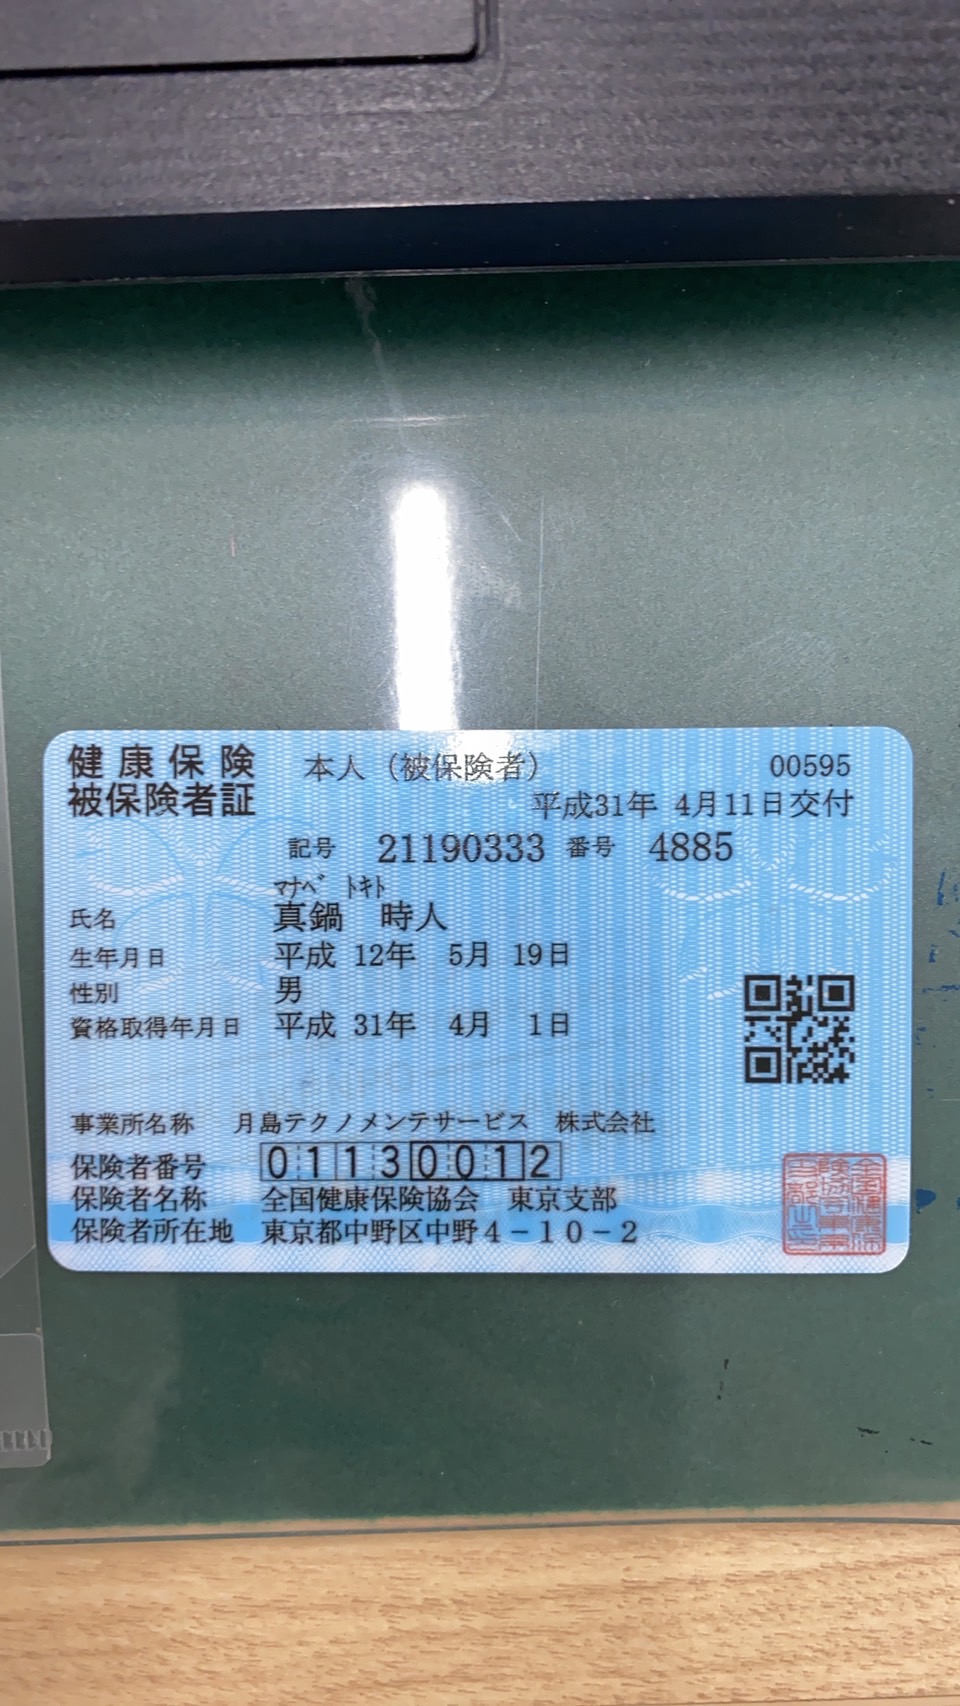 健康保険 本人（被保険者） 00595
被保険者証 平成31年 4月11日交付
記号 21190333 番号 4885
ﾏﾅﾍﾞ ﾄｷﾄ
氏名 真鍋 時人
生年月日 平成 12年 5月 19日
性別 男
資格取得年月日 平成 31年 4月 1日
事業所名称 月島テクノメンテサービス 株式会社
保険者番号 01130012
保険者名称 全国健康保険協会 東京支部
保険者所在地 東京都中野区中野４－１０－２